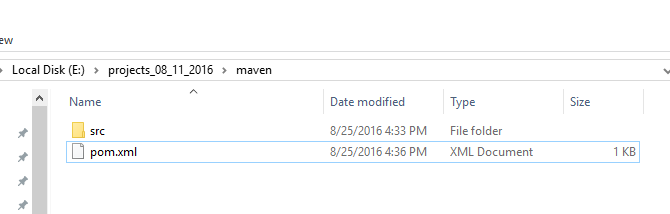 ew
Local Disk (E:) projects_08_11_2016 maven
Name Date modified Type Size
src 8/25/2016 4:33 PM File folder
pom.xml 8/25/2016 4:36 PM XML Document 1 KB